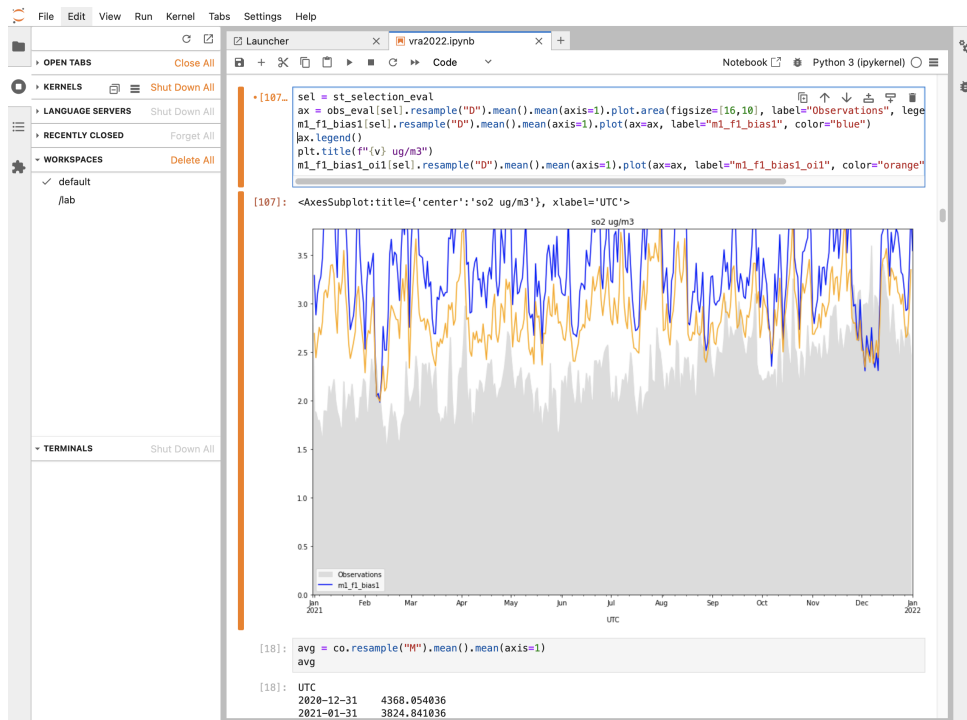 File Edit View Run Kernel Tabs Settings Help
OPEN TABS Close All
KERNELS Shut Down All
LANGUAGE SERVERS Shut Down All
RECENTLY CLOSED Forget All
WORKSPACES Delete All
default
/lab
TERMINALS Shut Down All
Launcher vra2022.ipynb
Code Notebook Python 3 (ipykernel)
[107… sel = st_selection_eval
ax = obs_eval[sel].resample("D").mean().mean(axis=1).plot.area(figsize=[16,10], label="Observations", lege
m1_f1_bias1[sel].resample("D").mean().mean(axis=1).plot(ax=ax, label="m1_f1_bias1", color="blue")
ax.legend()
plt.title(f"{v} ug/m3")
m1_f1_bias1_oi1[sel].resample("D").mean().mean(axis=1).plot(ax=ax, label="m1_f1_bias1_oi1", color="orange"
[107]: <AxesSubplot:title={'center':'so2 ug/m3'}, xlabel='UTC'>
so2 ug/m3
3.5
3.0
2.5
2.0
1.5
1.0
0.5
0.0
Observations
m1_f1_bias1
Jan Feb Mar Apr May Jun Jul Aug Sep Oct Nov Dec Jan
2021 2022
UTC
[18]: avg = co.resample("M").mean().mean(axis=1)
avg
[18]: UTC
2020-12-31 4368.054036
2021-01-31 3824.841036